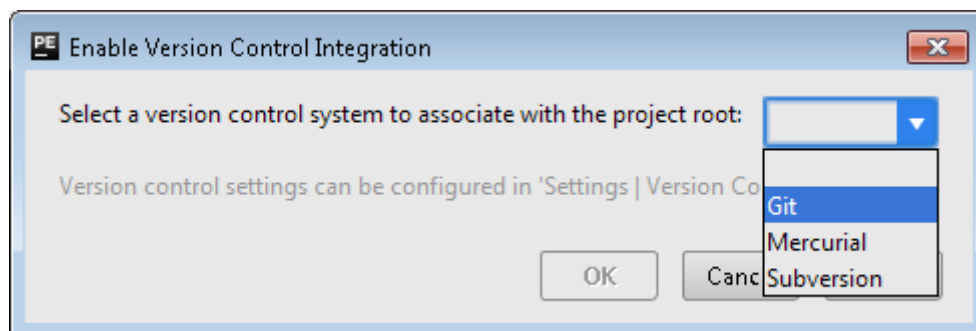 PE Enable Version Control Integration
Select a version control system to associate with the project root:
Version control settings can be configured in 'Settings | Version Co
Git
Mercurial
Subversion
OK
Canc